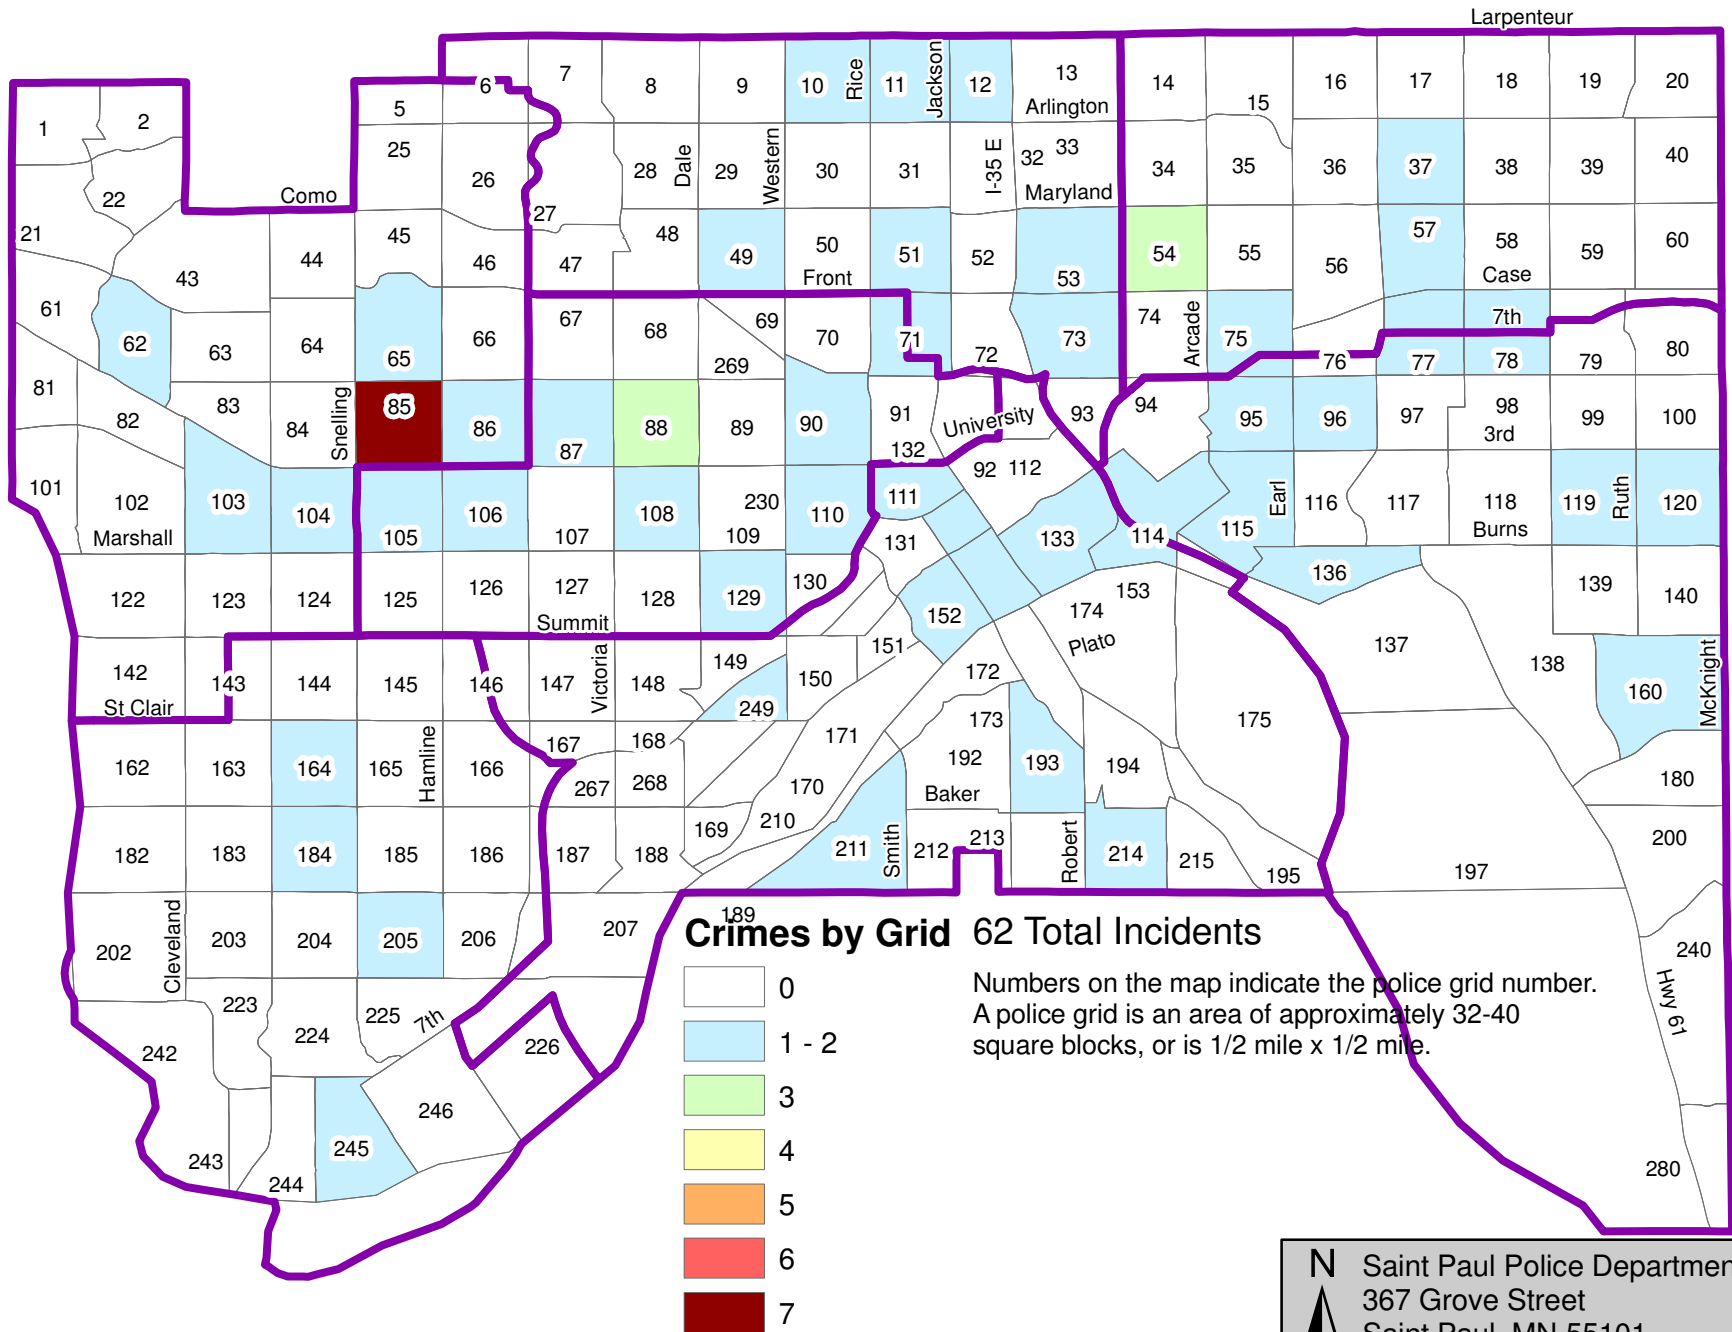 Larpenteur
6 7 8 9 10 Rice 11 Jackson 12 13 14 15 16 17 18 19 20
1 2 5 Arlington
25 26 28 Dale 29 Western 30 31 I-35 E 32 33 34 35 36 37 38 39 40
22 Como 27 Maryland
21 43 44 45 46 47 48 49 50 51 52 53 54 55 56 57 58 59 60
Front Case
61 62 63 64 65 66 67 68 69 70 71 72 73 74 Arcade 75 76 77 7th 78 79 80
269
81 82 83 84 Snelling 85 86 87 88 89 90 91 University 93 94 95 96 97 98 99 100
132 3rd
101 102 103 104 105 106 107 108 230 109 110 111 92 112 133 114 115 Earl 116 117 118 119 Ruth 120
Marshall 131 Burns
122 123 124 125 126 127 128 129 130 152 174 153 136 139 140
Summit Plato
142 143 144 145 146 147 Victoria 148 149 150 151 172 137 138 160 McKnight
St Clair 249 173 175
162 163 164 165 Hamline 166 167 168 171 192 193 194 180
267 268 170 Baker
182 183 184 185 186 187 188 169 210 211 Smith 212 213 Robert 214 215 195 197 200
202 Cleveland 203 204 205 206 207 189 240
Crimes by Grid 62 Total Incidents
0 Numbers on the map indicate the police grid number.
1 - 2 A police grid is an area of approximately 32-40
square blocks, or is 1/2 mile x 1/2 mile.
Hwy 61
223 224 225 7th
242 226
3
246
4
245
243 244 280
5
6
7
N Saint Paul Police Departmen
367 Grove Street
Saint Paul, MN 55101